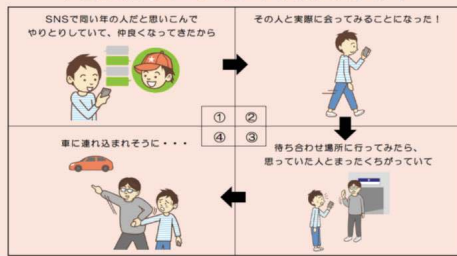 SNSで同い年の人だと思いこんで
やりとりしていて、仲良くなってきたから
その人と実際に会ってみることになった！
① ②
④ ③
車に連れ込まれそうに・・・
待ち合わせ場所に行ってみたら、
思っていた人とまったくちがっていて